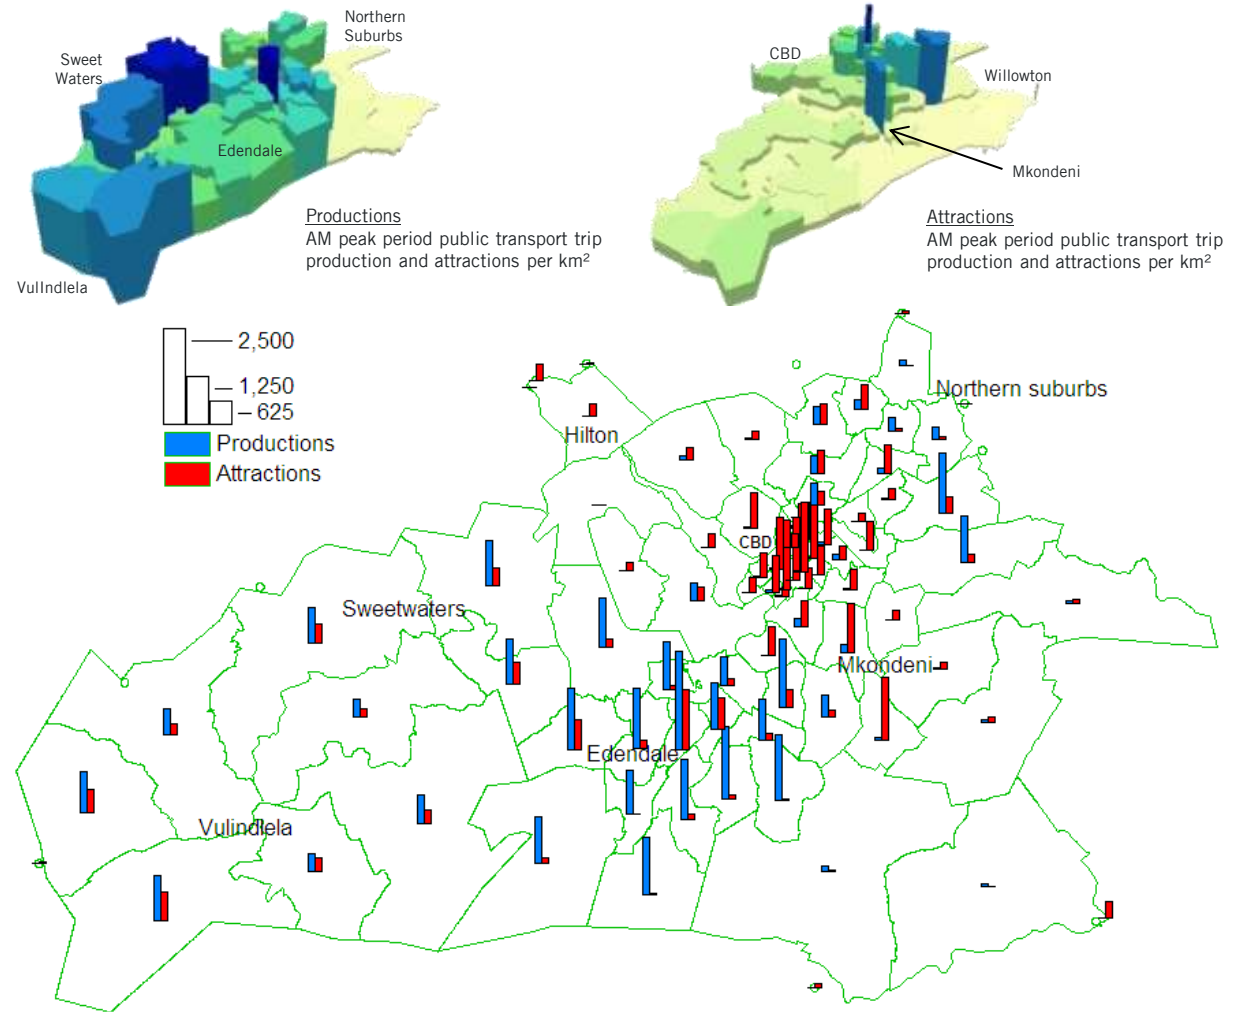 Northern
Suburbs
Sweet
Waters
Edendale
VulIndlela
Productions
AM peak period public transport trip
production and attractions per km²
CBD
Willowton
Mkondeni
Attractions
AM peak period public transport trip
production and attractions per km²
2,500
1,250
625
Productions
Attractions
Northern suburbs
Hilton
CBD
Sweetwaters
Mkondeni
Edendale
Vulindlela